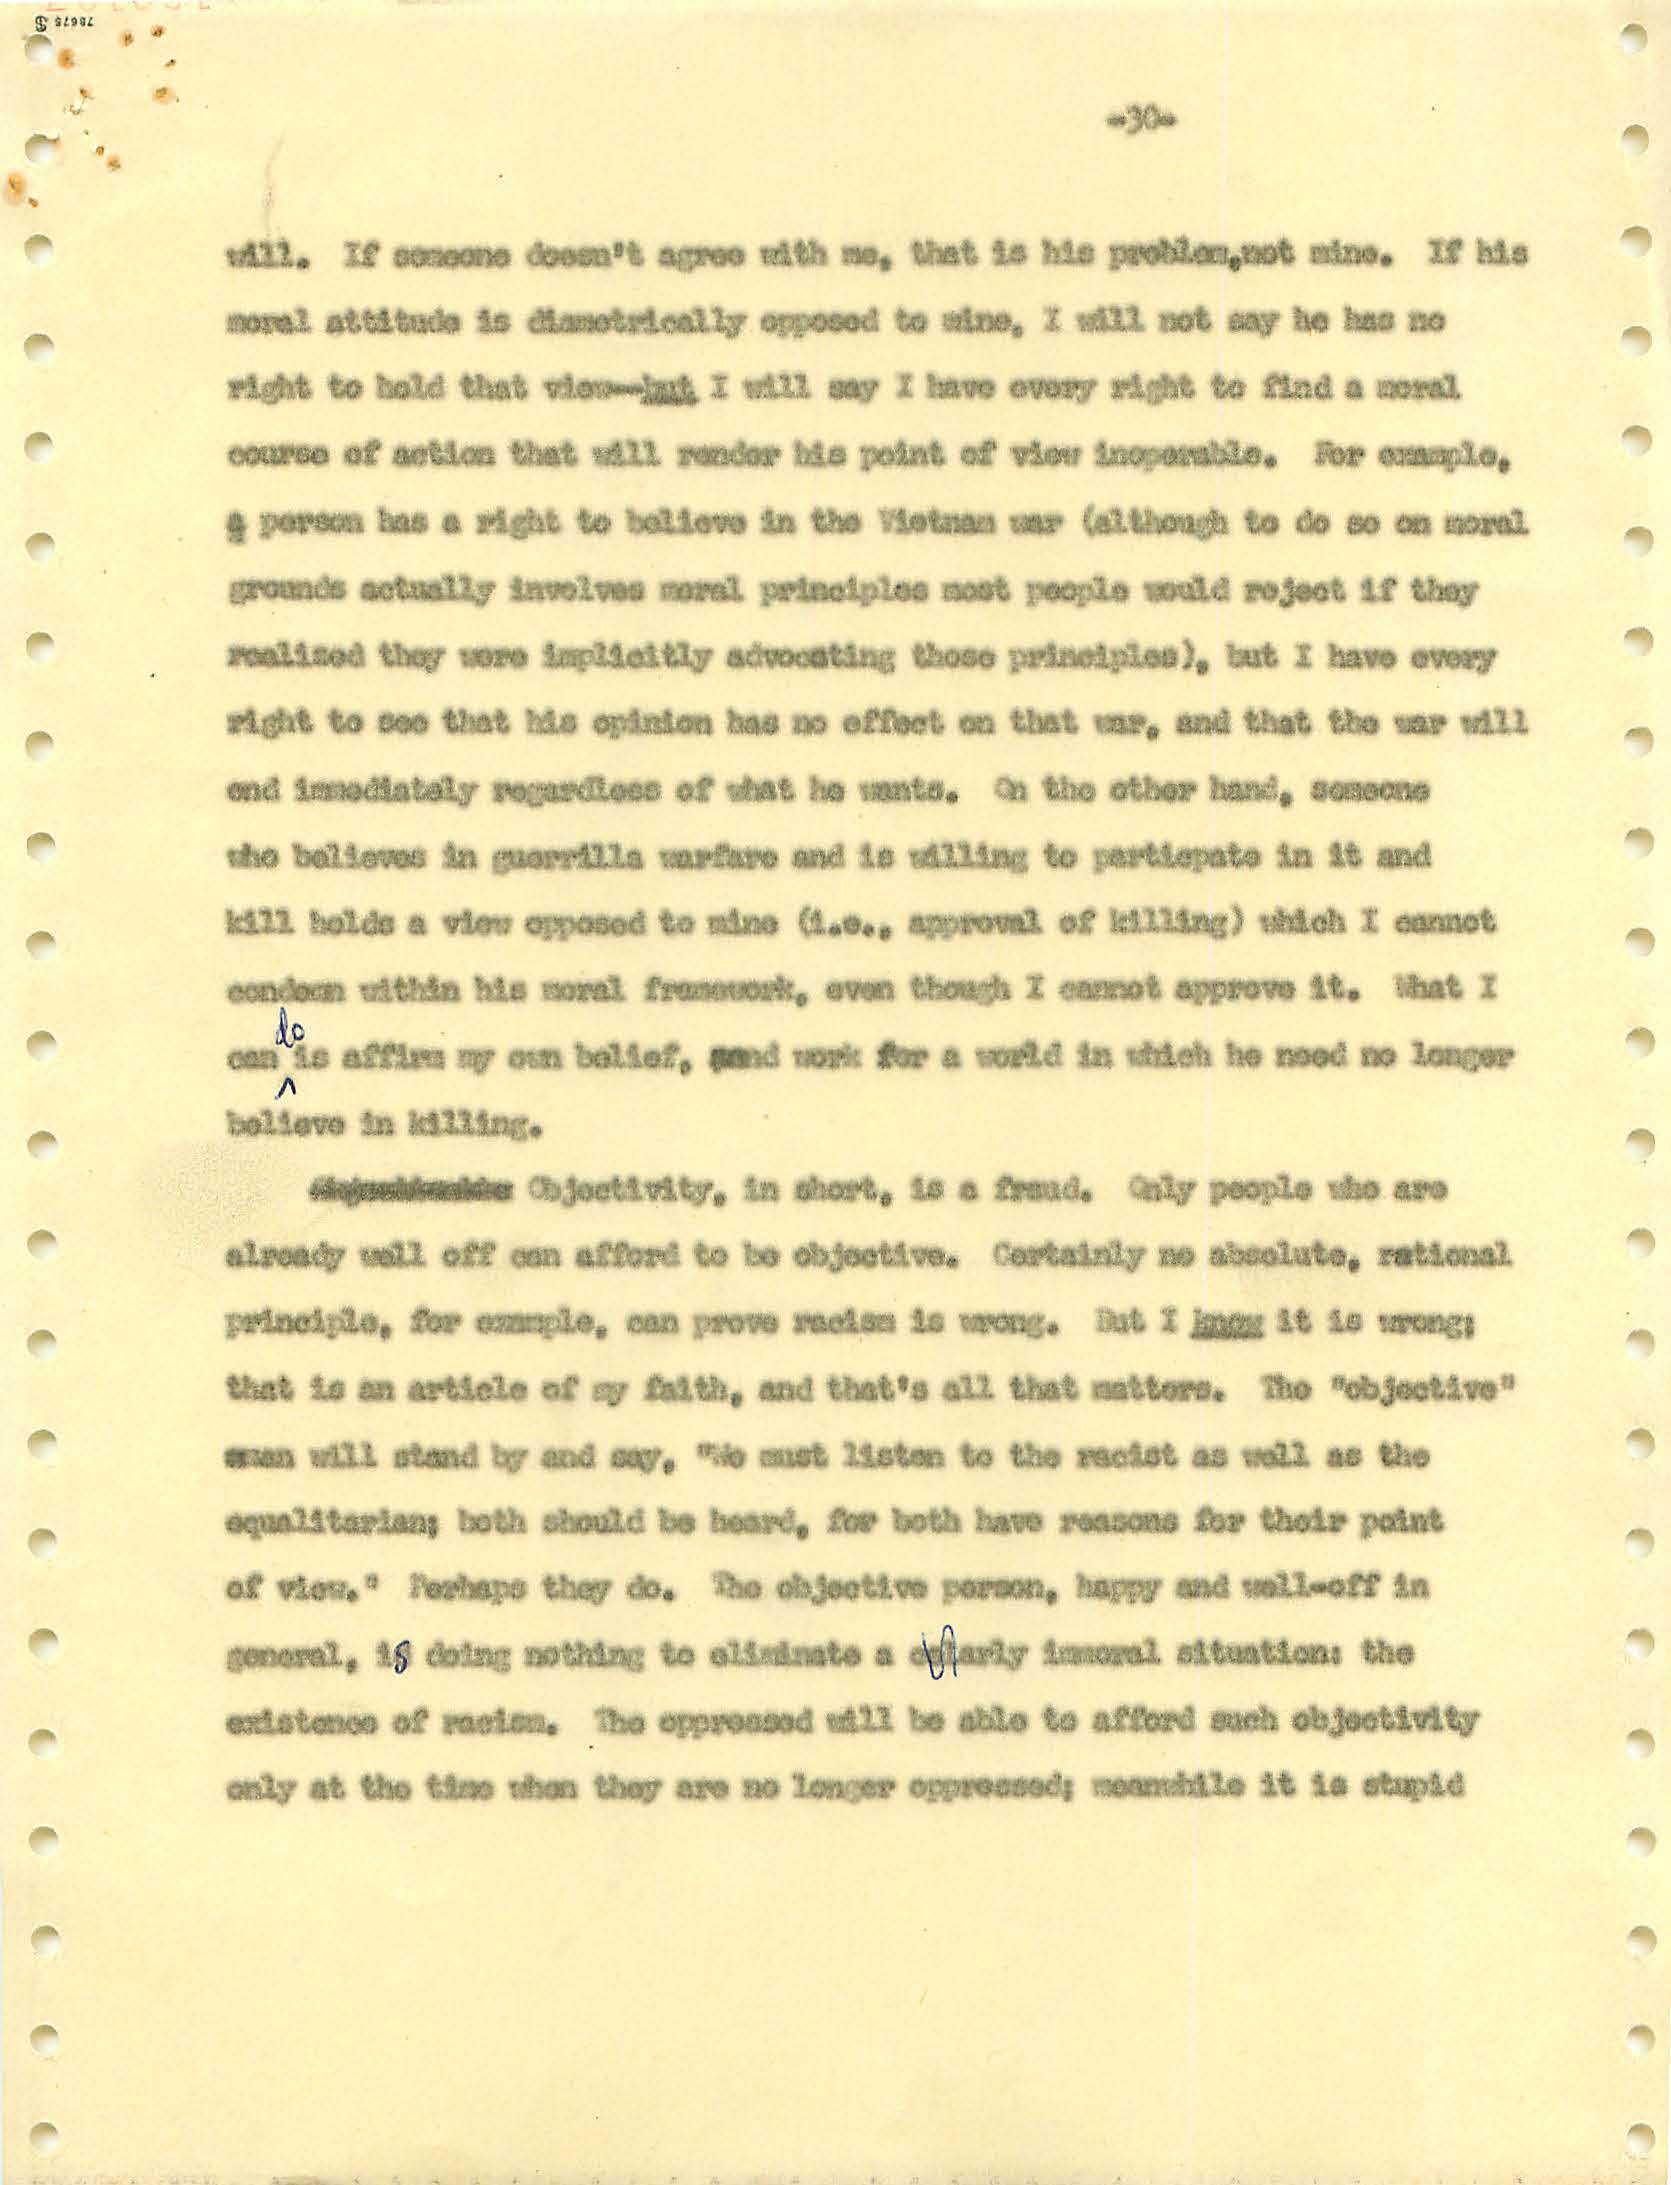 78675
-30-
will. If someone doesn't agree with me, that is his problem,not mine. If his
moral attitude is diametrically opposed to mine, I will not say he has no
right to hold that view--but I will say I have every right to find a moral
course of action that will render his point of view inoperable. For example,
a person has a right to believe in the Vietnam war (although to do so on moral
grounds actually involves moral principles most people would reject if they
realized they were implicitly advocating those principles), but I have every
right to see that his opinion has no effect on that war, and that the war will
end immediately regardless of what he wants. On the other hand, someone
who believes in guerrilla warfare and is willing to particpate in it and
kill holds a view opposed to mine (i.e., approval of killing) which I cannot
condemn within his moral framework, even though I cannot approve it. What I
do
can is affirm my own belief, and work for a world in which he need no longer
believe in killing.
Objectivity, in short, is a fraud. Only people who are
already well off can afford to be objective. Certainly no absolute, rational
principle, for example, can prove racism is wrong. But I know it is wrong;
that is an article of my faith, and that's all that matters. The "objective"
man will stand by and say, "We must listen to the racist as well as the
equalitarian; both should be heard, for both have reasons for their point
of view." Perhaps they do. The objective person, happy and well-off in
general, is doing nothing to eliminate a clearly immoral situation: the
existence of racism. The oppressed will be able to afford such objectivity
only at the time when they are no longer oppressed; meanwhile it is stupid